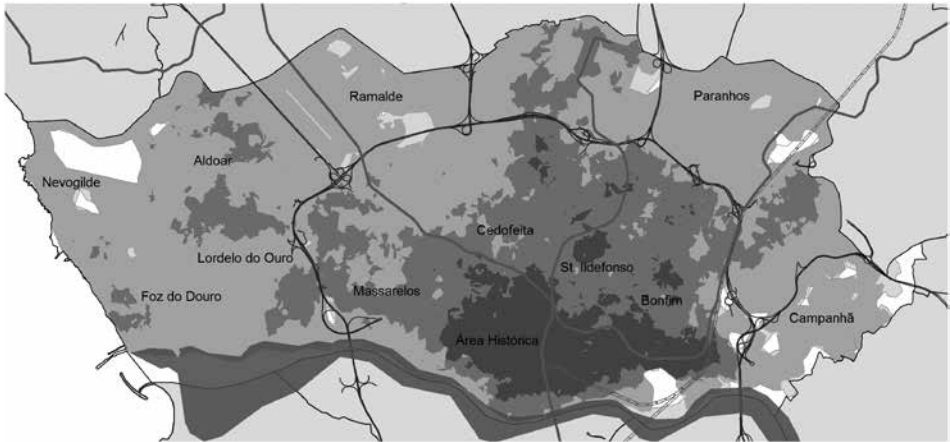 Ramalde
Paranhos
Aldoar
Nevogilde
Cedofeita
Lordelo do Ouro
St. Ildefonso
Massarelos
Foz do Douro
Bonfim
Campanhã
Área Histórica